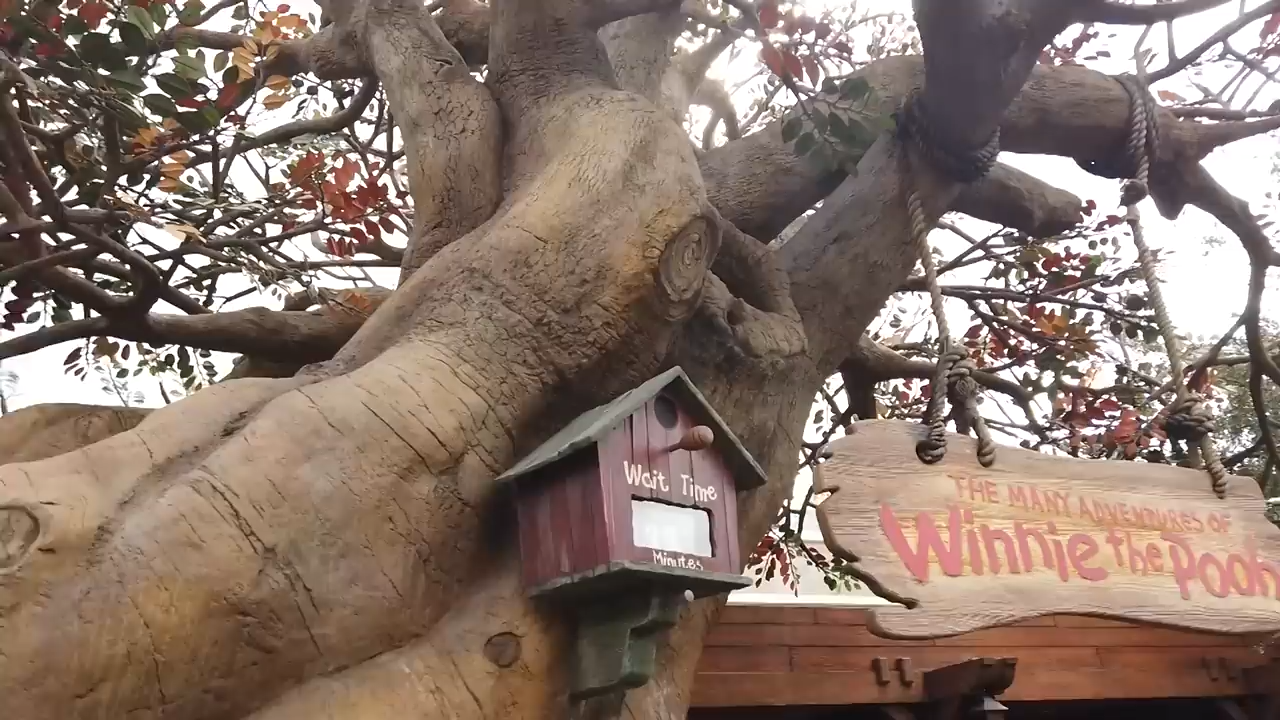 Wait Time
Minutes
THE MANY ADVENTURES OF
Winnie the Pooh